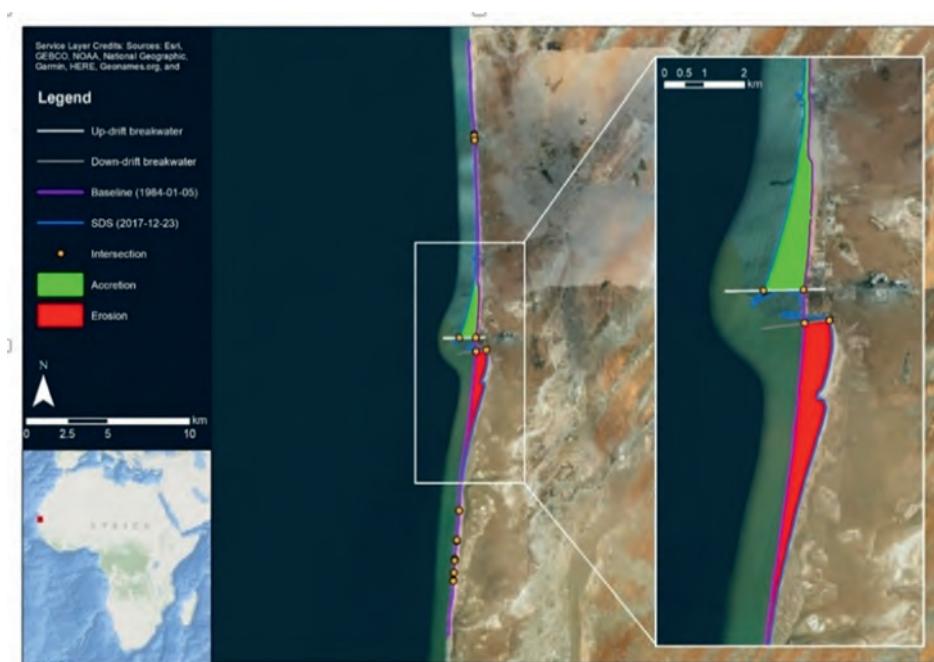 Service Layer Credits: Sources: Esri,
GEBCO, NOAA, National Geographic,
Garmin, HERE, Geonames.org, and
Legend
Up-drift breakwater
Down-drift breakwater
Baseline (1984-01-05)
SDS (2017-12-23)
Intersection
Accretion
Erosion
N
km
0 2.5 5 10
AFRICA
0 0.5 1 2
km